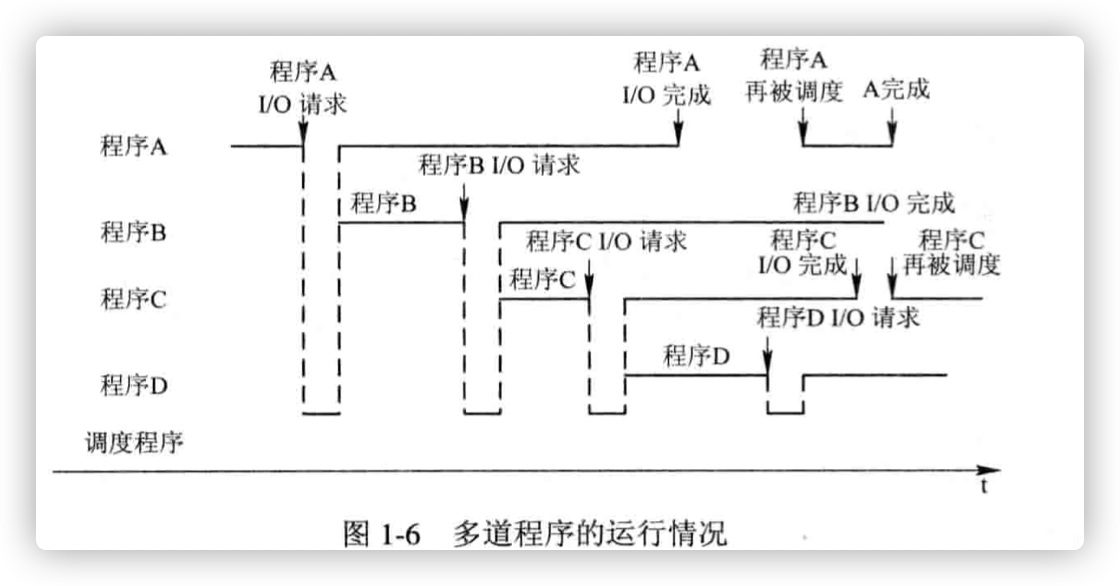 程序A
I/O 请求
程序A
I/O 完成
程序A
再被调度
A完成
程序A
程序B I/O 请求
程序B
程序B I/O 完成
程序B
程序C I/O 请求
程序C
I/O 完成
程序C
再被调度
程序C
程序C
程序D I/O 请求
程序D
程序D
调度程序
t
图 1-6 多道程序的运行情况